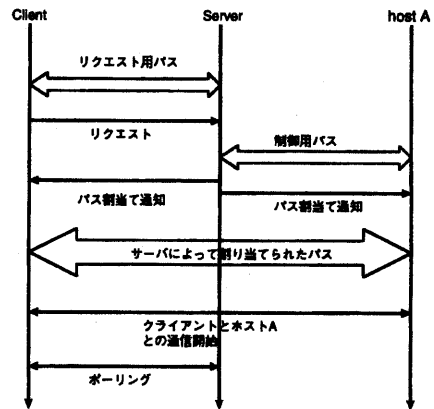 Client
Server
host A
リクエスト用パス
リクエスト
制御用パス
パス割当て通知
パス割当て通知
サーバによって割り当てられたパス
クライアントとホストA
との通信開始
ポーリング